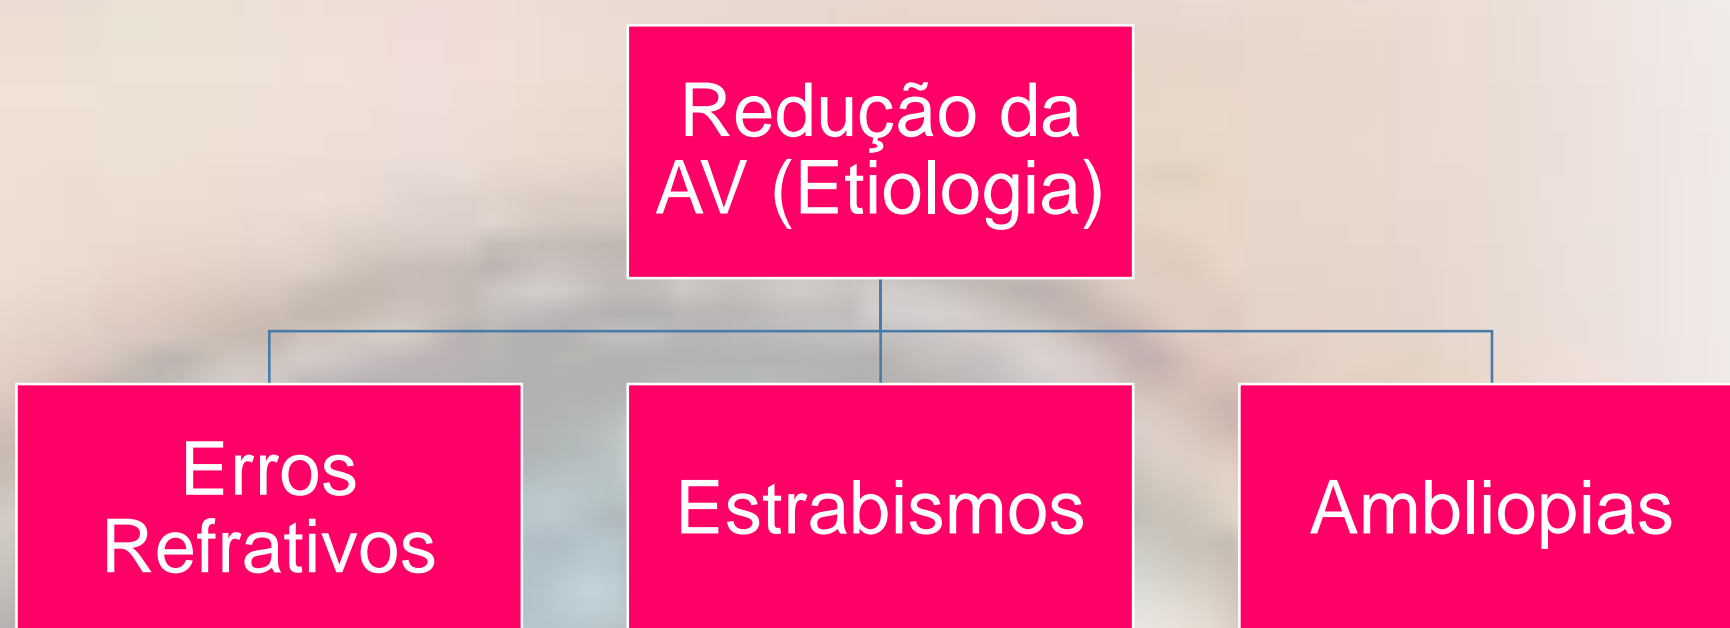 Redução da
AV (Etiologia)
Erros
Refrativos
Estrabismos
Ambliopias